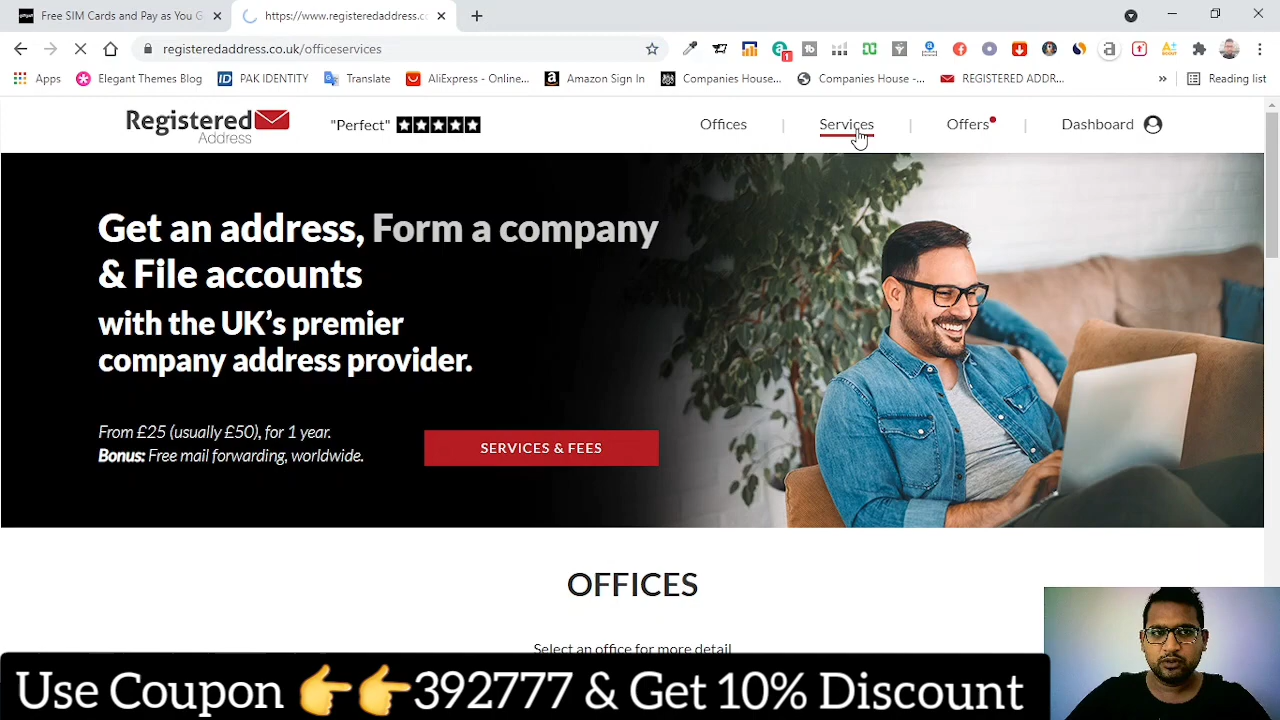 Free SIM Cards and Pay as You G
https://www.registeredaddress.co
registeredaddress.co.uk/officeservices
1
Apps
Elegant Themes Blog
PAK IDENTITY
Translate
AliExpress - Online...
Amazon Sign In
Companies House...
Companies House -...
REGISTERED ADDR...
»
Reading list
Registered
Address
"Perfect"
Offices | Services | Offers | Dashboard
Get an address, Form a company
& File accounts
with the UK's premier
company address provider.
From £25 (usually £50), for 1 year.
Bonus: Free mail forwarding, worldwide.
SERVICES & FEES
OFFICES
Select an office for more detail
Use Coupon 👉👉392777 & Get 10% Discount